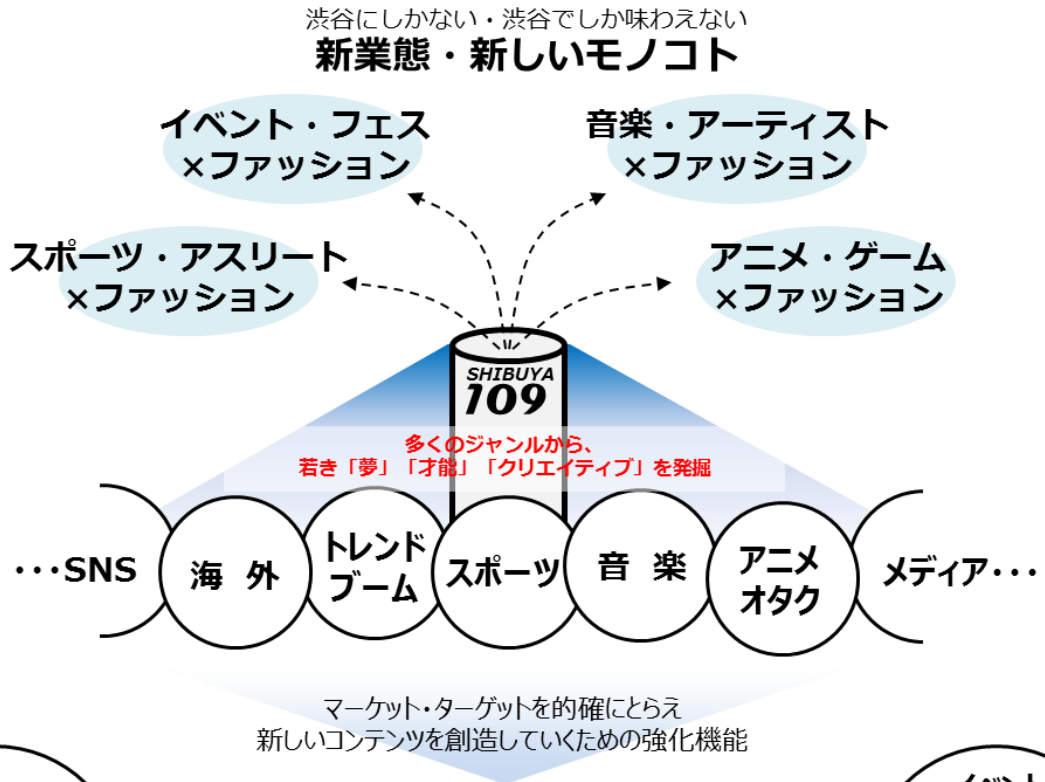 渋谷にしかない・渋谷でしか味わえない
新業態・新しいモノコト
イベント・フェス
×ファッション
音楽・アーティスト
×ファッション
スポーツ・アスリート
×ファッション
アニメ・ゲーム
×ファッション
SHIBUYA
109
多くのジャンルから、
若き「夢」「才能」「クリエイティブ」を発掘
・・・SNS
海 外
トレンド
ブーム
スポーツ
音 楽
アニメ
オタク
メディア・・・
マーケット・ターゲットを的確にとらえ
新しいコンテンツを創造していくための強化機能
イベント